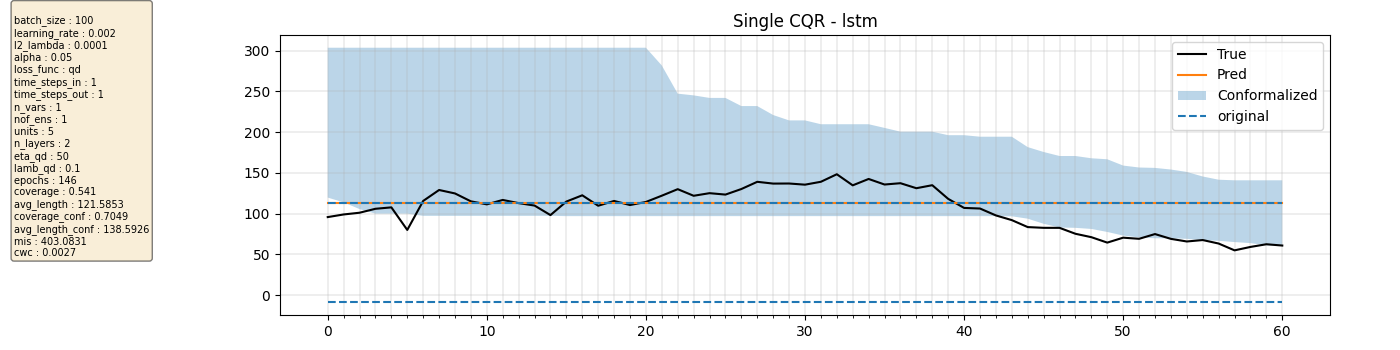 batch_size : 100
learning_rate : 0.002
l2_lambda : 0.0001
alpha : 0.05
loss_func : qd
time_steps_in : 1
time_steps_out : 1
n_vars : 1
nof_ens : 1
units : 5
n_layers : 2
eta_qd : 50
lamb_qd : 0.1
epochs : 146
coverage : 0.541
avg_length : 121.5853
coverage_conf : 0.7049
avg_length_conf : 138.5926
mis : 403.0831
cwc : 0.0027
Single CQR - lstm
300
250
200
150
100
50
0
0 10 20 30 40 50 60
True
Pred
Conformalized
original